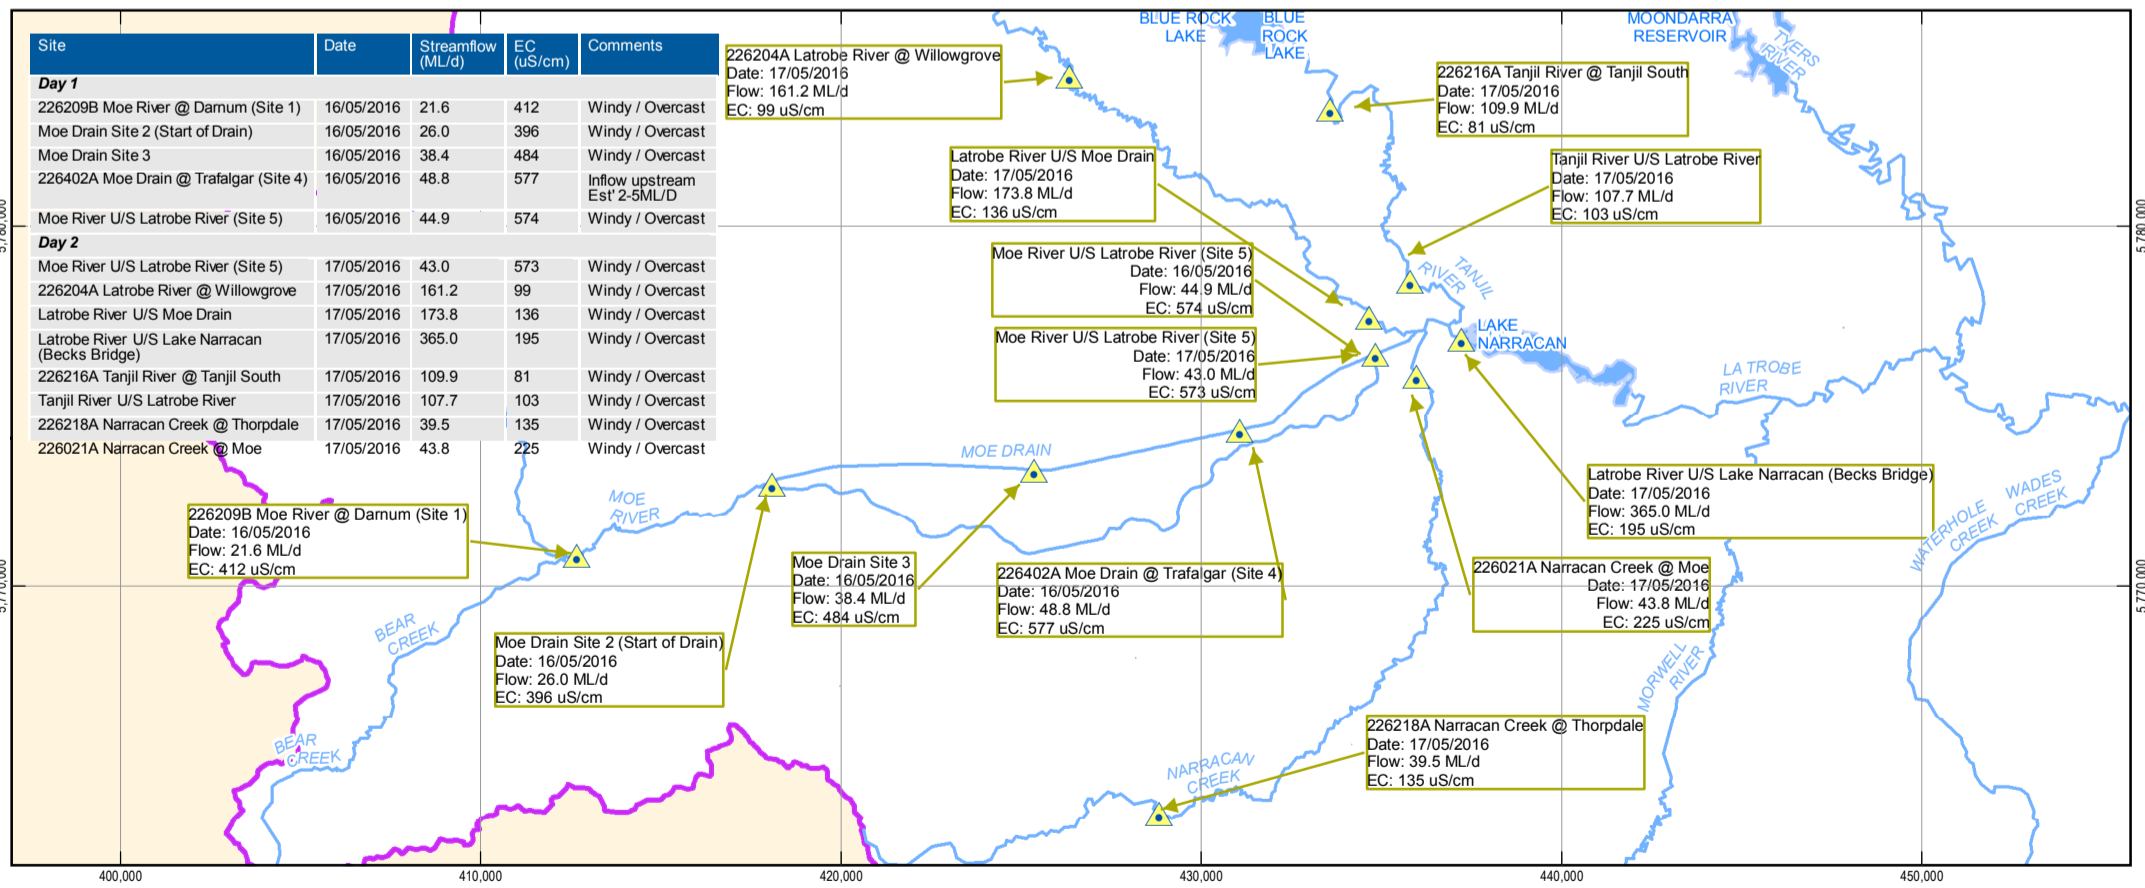 Site Date Streamflow (ML/d) EC (uS/cm) Comments
Day 1
226209B Moe River @ Darnum (Site 1) 16/05/2016 21.6 412 Windy / Overcast
Moe Drain Site 2 (Start of Drain) 16/05/2016 26.0 396 Windy / Overcast
Moe Drain Site 3 16/05/2016 38.4 484 Windy / Overcast
226402A Moe Drain @ Trafalgar (Site 4) 16/05/2016 48.8 577 Inflow upstream Est' 2-5ML/D
Moe River U/S Latrobe River (Site 5) 16/05/2016 44.9 574 Windy / Overcast
Day 2
Moe River U/S Latrobe River (Site 5) 17/05/2016 43.0 573 Windy / Overcast
226204A Latrobe River @ Willowgrove 17/05/2016 161.2 99 Windy / Overcast
Latrobe River U/S Moe Drain 17/05/2016 173.8 136 Windy / Overcast
Latrobe River U/S Lake Narracan (Becks Bridge) 17/05/2016 365.0 195 Windy / Overcast
226216A Tanjil River @ Tanjil South 17/05/2016 109.9 81 Windy / Overcast
Tanjil River U/S Latrobe River 17/05/2016 107.7 103 Windy / Overcast
226218A Narracan Creek @ Thorpdale 17/05/2016 39.5 135 Windy / Overcast
226021A Narracan Creek @ Moe 17/05/2016 43.8 225 Windy / Overcast
BLUE ROCK
LAKE
BLUE
ROCK
LAKE
MOONDARRA
RESERVOIR
TYERS
RIVER
226204A Latrobe River @ Willowgrove
Date: 17/05/2016
Flow: 161.2 ML/d
EC: 99 uS/cm
226216A Tanjil River @ Tanjil South
Date: 17/05/2016
Flow: 109.9 ML/d
EC: 81 uS/cm
Latrobe River U/S Moe Drain
Date: 17/05/2016
Flow: 173.8 ML/d
EC: 136 uS/cm
Tanjil River U/S Latrobe River
Date: 17/05/2016
Flow: 107.7 ML/d
EC: 103 uS/cm
Moe River U/S Latrobe River (Site 5)
Date: 16/05/2016
Flow: 44.9 ML/d
EC: 574 uS/cm
TANJIL
RIVER
Moe River U/S Latrobe River (Site 5)
Date: 17/05/2016
Flow: 43.0 ML/d
EC: 573 uS/cm
LAKE
NARRACAN
LA TROBE
RIVER
MOE DRAIN
MOE
RIVER
Latrobe River U/S Lake Narracan (Becks Bridge)
Date: 17/05/2016
Flow: 365.0 ML/d
EC: 195 uS/cm
WADES
CREEK
WATERHOLE
CREEK
226209B Moe River @ Darnum (Site 1)
Date: 16/05/2016
Flow: 21.6 ML/d
EC: 412 uS/cm
Moe Drain Site 3
Date: 16/05/2016
Flow: 38.4 ML/d
EC: 484 uS/cm
226402A Moe Drain @ Trafalgar (Site 4)
Date: 16/05/2016
Flow: 48.8 ML/d
EC: 577 uS/cm
226021A Narracan Creek @ Moe
Date: 17/05/2016
Flow: 43.8 ML/d
EC: 225 uS/cm
BEAR
CREEK
Moe Drain Site 2 (Start of Drain)
Date: 16/05/2016
Flow: 26.0 ML/d
EC: 396 uS/cm
MORWELL
RIVER
BEAR
CREEK
226218A Narracan Creek @ Thorpdale
Date: 17/05/2016
Flow: 39.5 ML/d
EC: 135 uS/cm
NARRACAN
CREEK
5,780,000
5,770,000
400,000 410,000 420,000 430,000 440,000 450,000